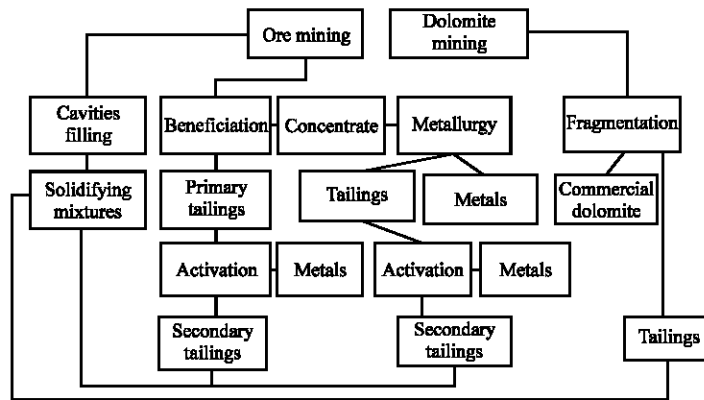 Ore mining
Dolomite
mining
Cavities
filling
Beneficiation
Concentrate
Metallurgy
Fragmentation
Solidifying
mixtures
Primary
tailings
Tailings
Metals
Commercial
dolomite
Activation
Metals
Activation
Metals
Secondary
tailings
Secondary
tailings
Tailings